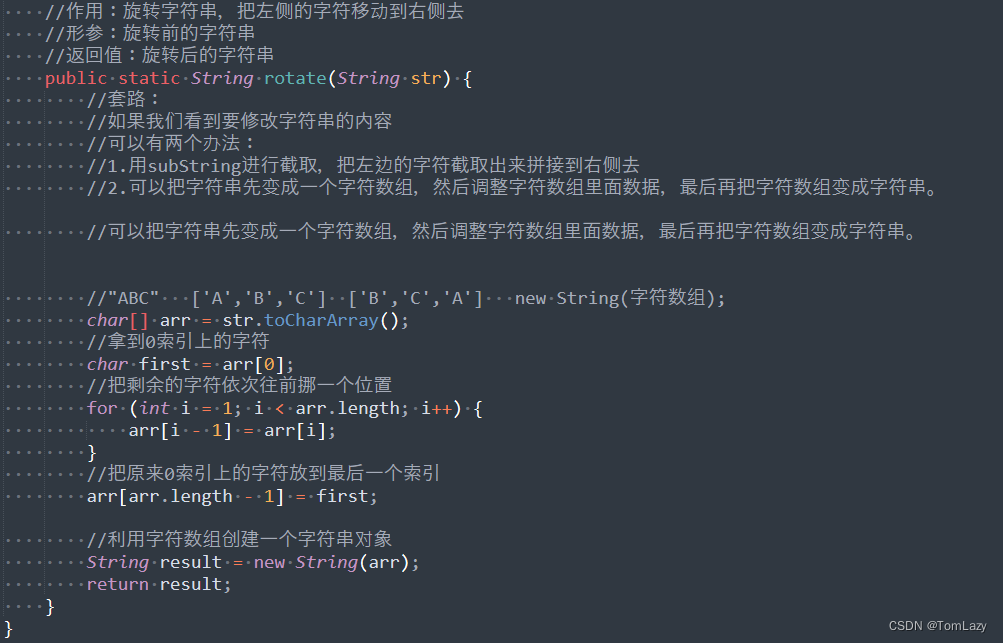 //作用：旋转字符串，把左侧的字符移动到右侧去
//形参：旋转前的字符串
//返回值：旋转后的字符串
public static String rotate(String str) {
//套路：
//如果我们看到要修改字符串的内容
//可以有两个办法：
//1.用subString进行截取，把左边的字符截取出来拼接到右侧去
//2.可以把字符串先变成一个字符数组，然后调整字符数组里面数据，最后再把字符数组变成字符串。
//可以把字符串先变成一个字符数组，然后调整字符数组里面数据，最后再把字符数组变成字符串。
//"ABC"   ['A','B','C']  ['B','C','A']   new String(字符数组);
char[] arr = str.toCharArray();
//拿到0索引上的字符
char first = arr[0];
//把剩余的字符依次往前挪一个位置
for (int i = 1; i < arr.length; i++) {
arr[i - 1] = arr[i];
}
//把原来0索引上的字符放到最后一个索引
arr[arr.length - 1] = first;
//利用字符数组创建一个字符串对象
String result = new String(arr);
return result;
}
}
CSDN @TomLazy